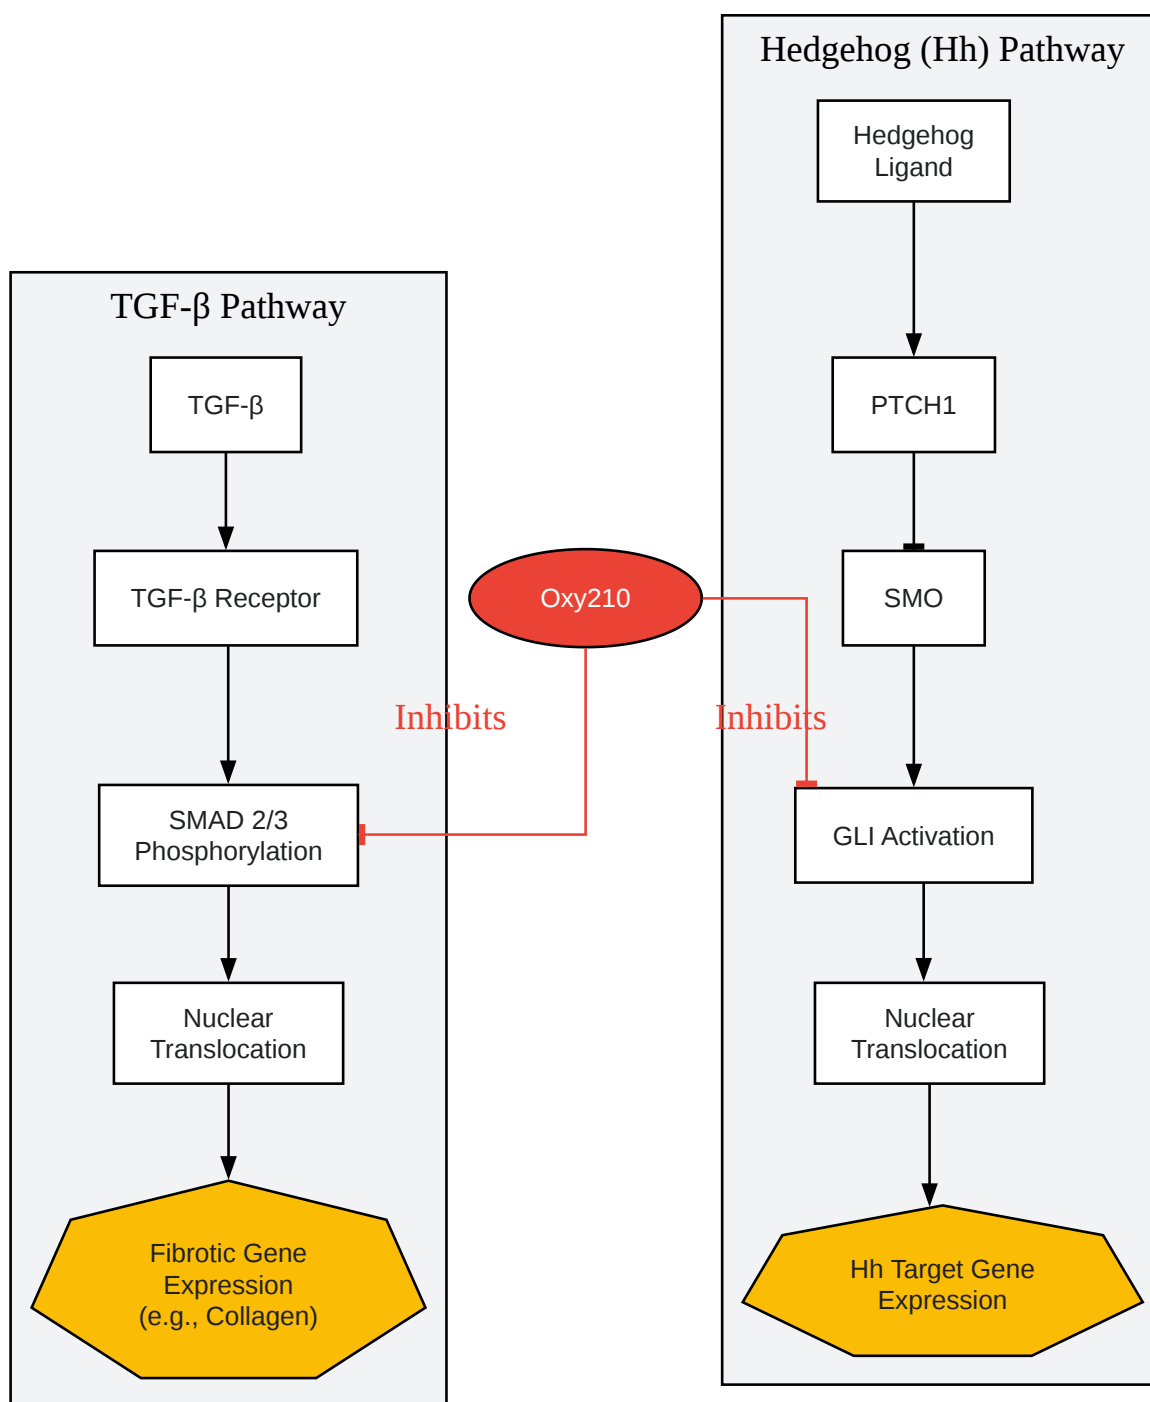 Hedgehog (Hh) Pathway
Hedgehog
Ligand
TGF-β Pathway
TGF-β
PTCH1
TGF-β Receptor
Oxy210
SMO
Inhibits
Inhibits
SMAD 2/3
Phosphorylation
GLI Activation
Nuclear
Translocation
Nuclear
Translocation
Fibrotic Gene
Expression
(e.g., Collagen)
Hh Target Gene
Expression